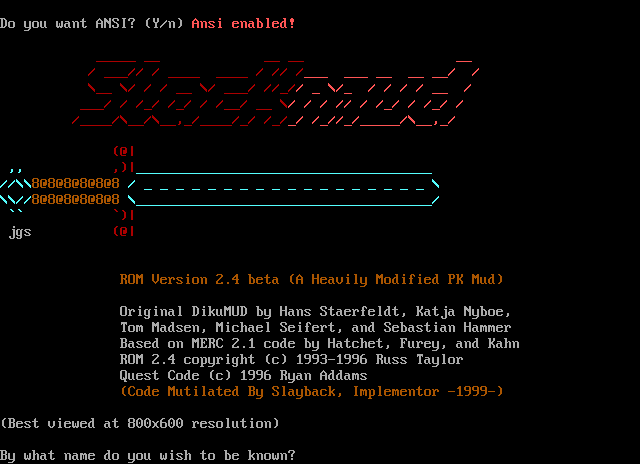 Do you want ANSI? (Y/n) Ansi enabled!
Slackmud
jgs
ROM Version 2.4 beta (A Heavily Modified PK Mud)
Original DikuMUD by Hans Staerfeldt, Katja Nyboe,
Tom Madsen, Michael Seifert, and Sebastian Hammer
Based on MERC 2.1 code by Hatchet, Furey, and Kahn
ROM 2.4 copyright (c) 1993-1996 Russ Taylor
Quest Code (c) 1996 Ryan Addams
(Code Mutilated By Slayback, Implementor -1999-)
(Best viewed at 800x600 resolution)
By what name do you wish to be known?